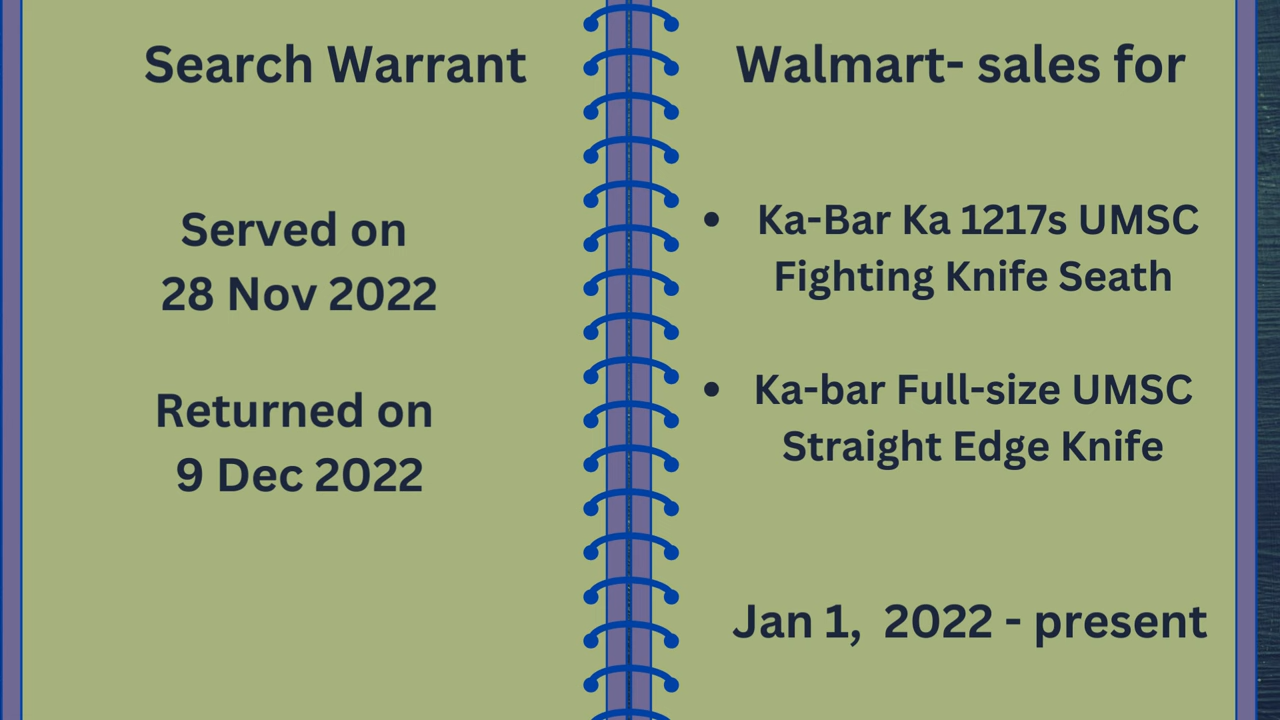 Search Warrant
Served on
28 Nov 2022
Returned on
9 Dec 2022
Walmart- sales for
• Ka-Bar Ka 1217s UMSC
Fighting Knife Seath
• Ka-bar Full-size UMSC
Straight Edge Knife
Jan 1, 2022 - present